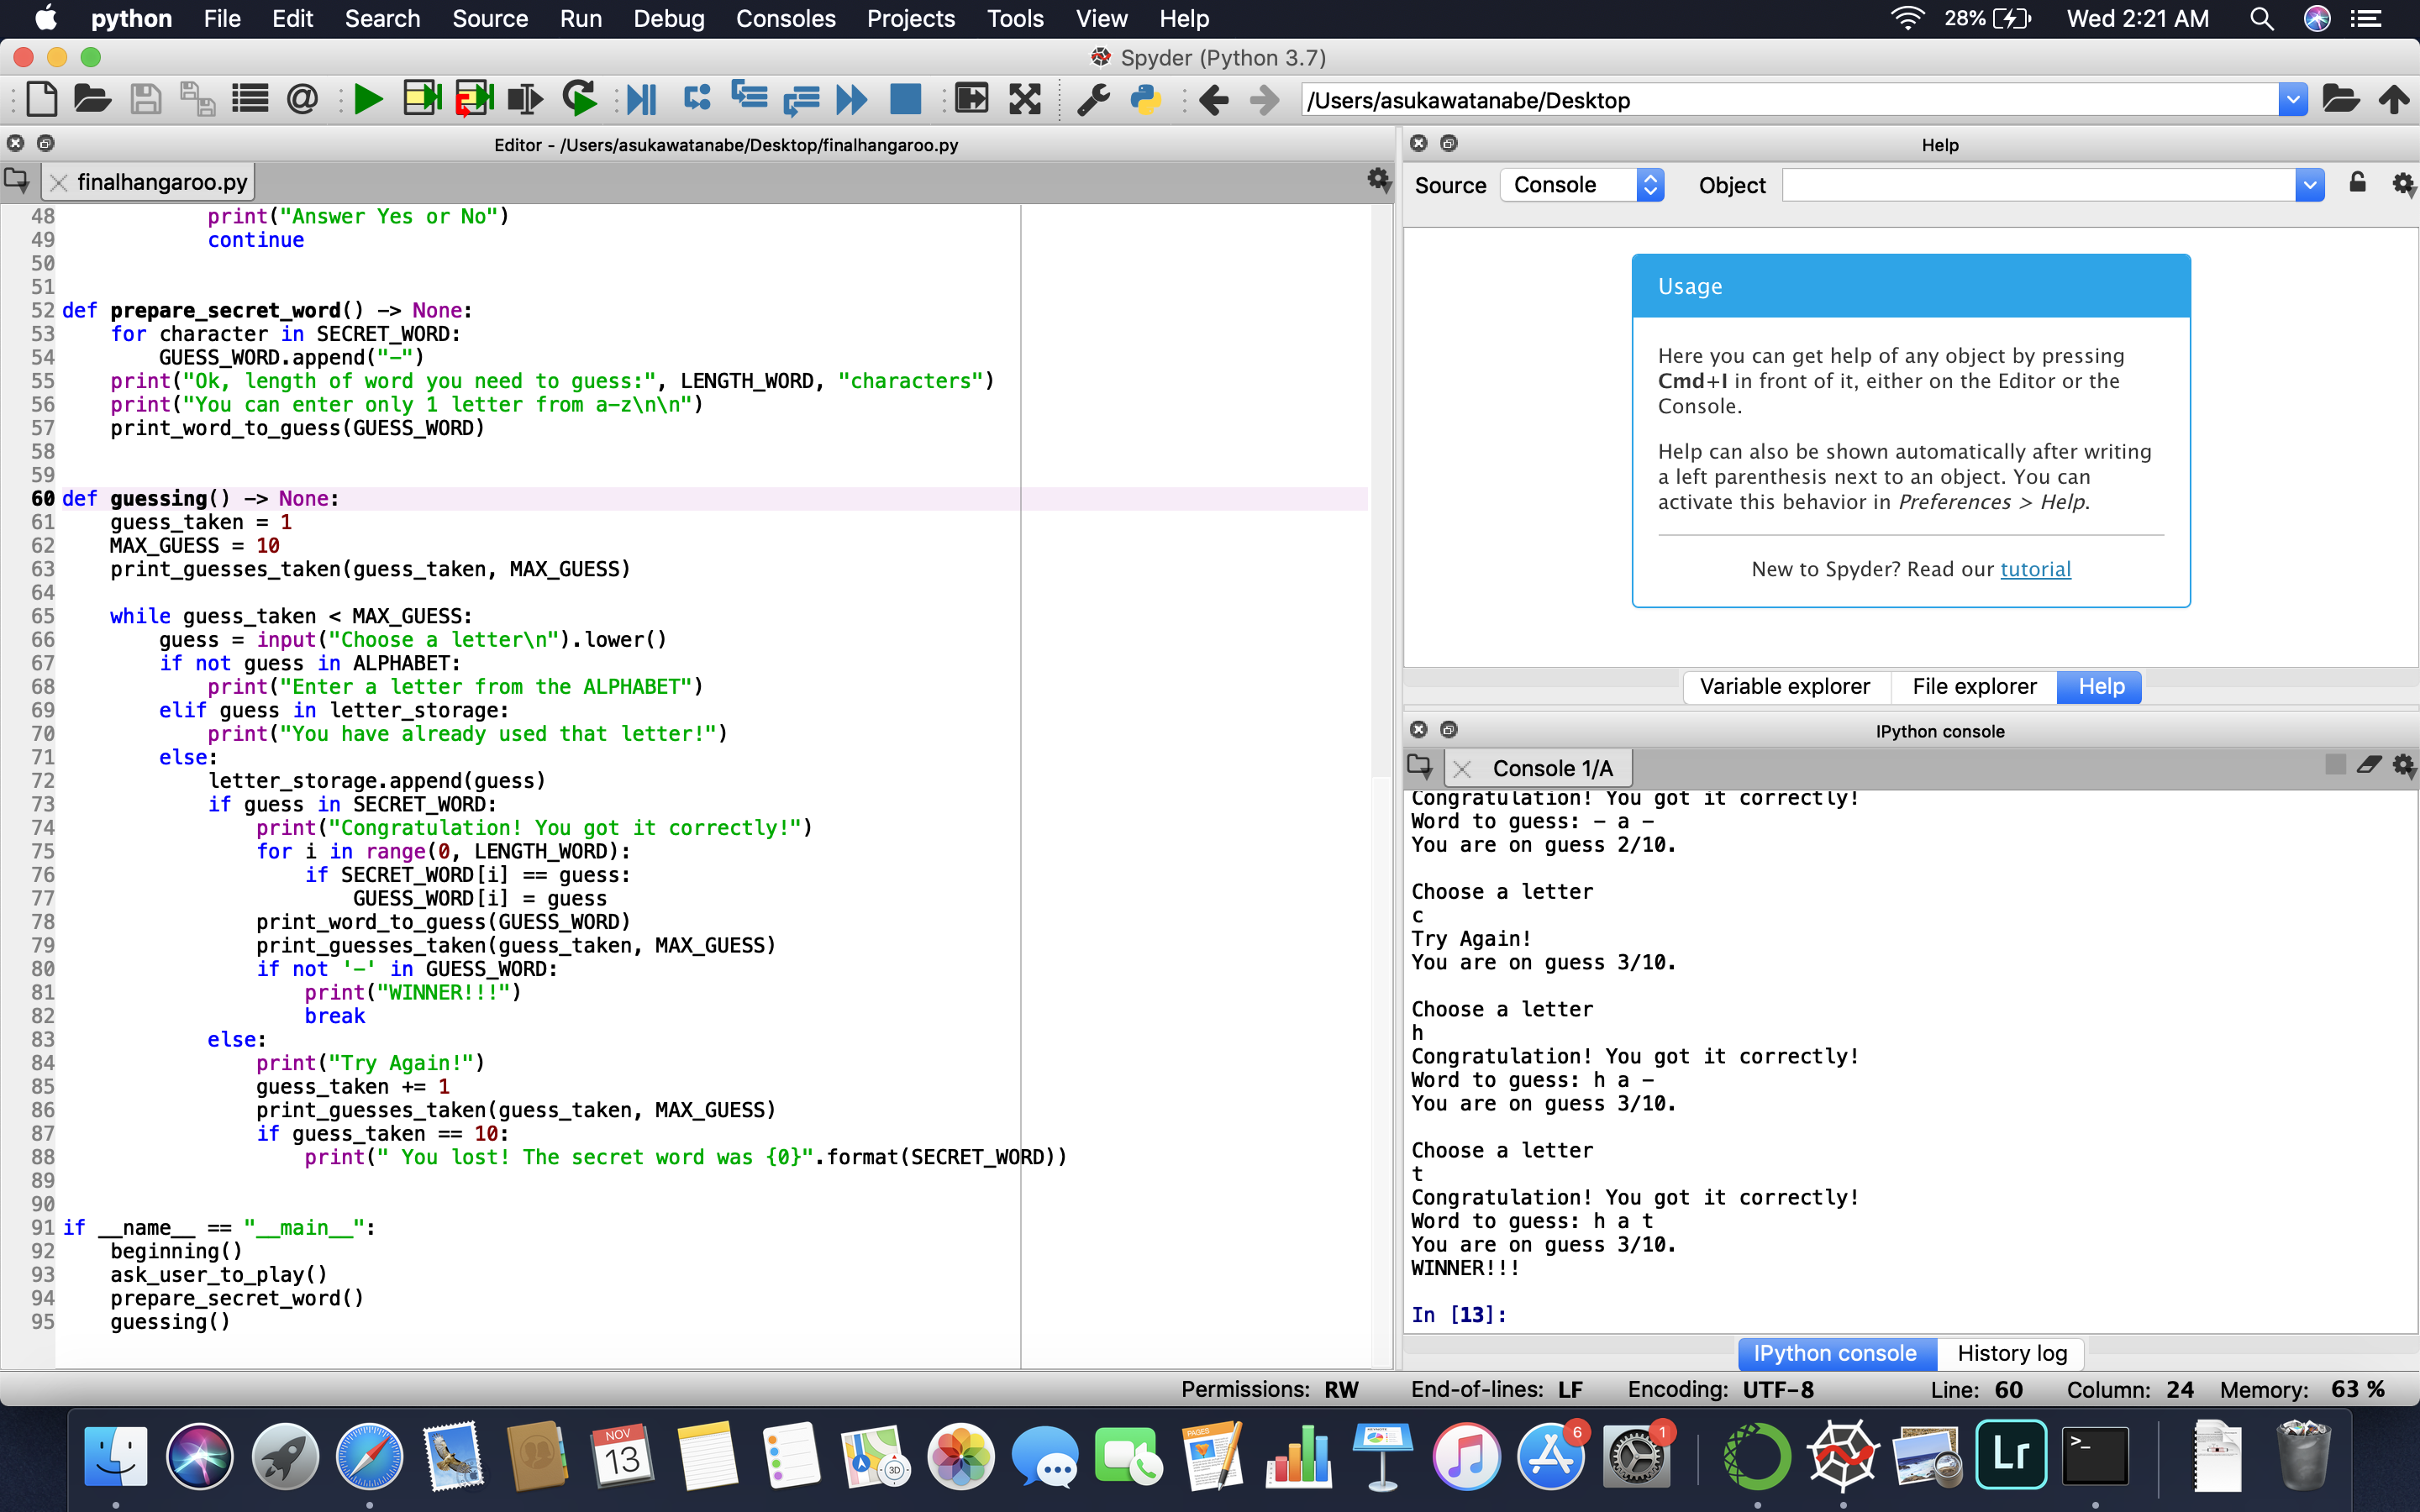 python File Edit Search Source Run Debug Consoles Projects Tools View Help 28% Wed 2:21 AM
Spyder (Python 3.7)
/Users/asukawatanabe/Desktop
Editor - /Users/asukawatanabe/Desktop/finalhangaroo.py
finalhangaroo.py
48 print("Answer Yes or No")
49 continue
50
51
52 def prepare_secret_word() -> None:
53 for character in SECRET_WORD:
54 GUESS_WORD.append("-")
55 print("Ok, length of word you need to guess:", LENGTH_WORD, "characters")
56 print("You can enter only 1 letter from a-z\n\n")
57 print_word_to_guess(GUESS_WORD)
58
59
60 def guessing() -> None:
61 guess_taken = 1
62 MAX_GUESS = 10
63 print_guesses_taken(guess_taken, MAX_GUESS)
64
65 while guess_taken < MAX_GUESS:
66 guess = input("Choose a letter\n").lower()
67 if not guess in ALPHABET:
68 print("Enter a letter from the ALPHABET")
69 elif guess in letter_storage:
70 print("You have already used that letter!")
71 else:
72 letter_storage.append(guess)
73 if guess in SECRET_WORD:
74 print("Congratulation! You got it correctly!")
75 for i in range(0, LENGTH_WORD):
76 if SECRET_WORD[i] == guess:
77 GUESS_WORD[i] = guess
78 print_word_to_guess(GUESS_WORD)
79 print_guesses_taken(guess_taken, MAX_GUESS)
80 if not '-' in GUESS_WORD:
81 print("WINNER!!!")
82 break
83 else:
84 print("Try Again!")
85 guess_taken += 1
86 print_guesses_taken(guess_taken, MAX_GUESS)
87 if guess_taken == 10:
88 print(" You lost! The secret word was {0}".format(SECRET_WORD))
89
90
91 if __name__ == "__main__":
92 beginning()
93 ask_user_to_play()
94 prepare_secret_word()
95 guessing()
Help
Source Console Object
Usage
Here you can get help of any object by pressing
Cmd+I in front of it, either on the Editor or the
Console.
Help can also be shown automatically after writing
a left parenthesis next to an object. You can
activate this behavior in Preferences > Help.
New to Spyder? Read our tutorial
Variable explorer File explorer Help
IPython console
Console 1/A
Congratulation! You got it correctly!
Word to guess: - a -
You are on guess 2/10.
Choose a letter
c
Try Again!
You are on guess 3/10.
Choose a letter
h
Congratulation! You got it correctly!
Word to guess: h a -
You are on guess 3/10.
Choose a letter
t
Congratulation! You got it correctly!
Word to guess: h a t
You are on guess 3/10.
WINNER!!!
In [13]:
IPython console History log
Permissions: RW End-of-lines: LF Encoding: UTF-8 Line: 60 Column: 24 Memory: 63 %
NOV
13
3D
PAGES
6
1
Lr
>_